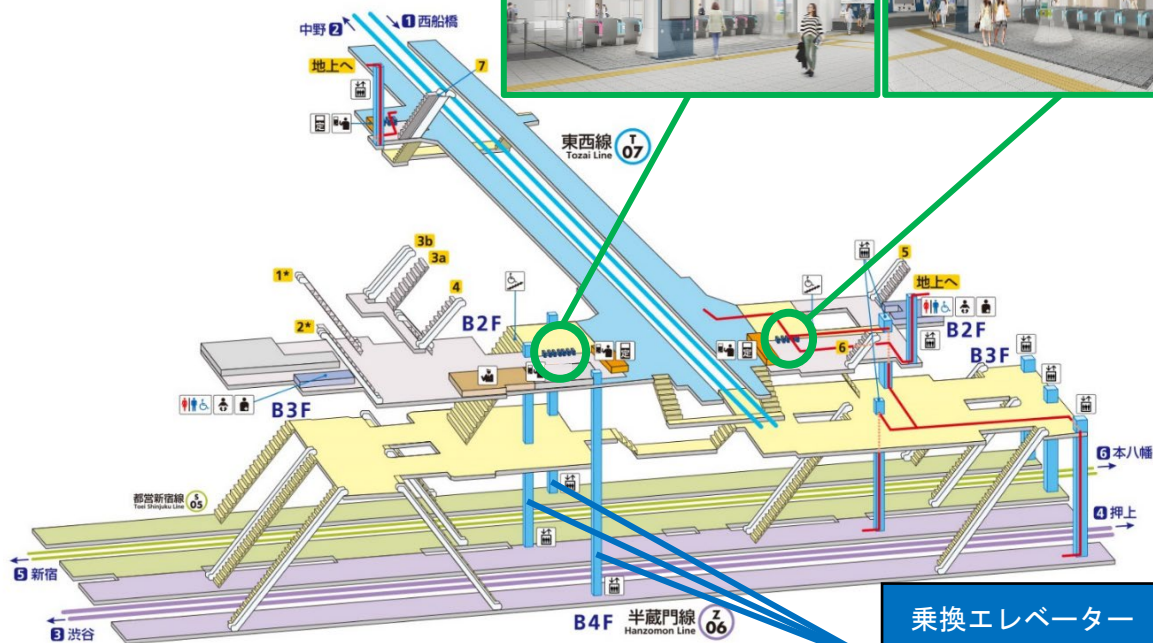 中野 2
1 西船橋
地上へ
7
東西線 T 07
Tozai Line
3b
3a
1*
4
5
地上へ
B2F
2*
B2F
6
B3F
B3F
6 本八幡
都営新宿線 S 05
Toei Shinjuku Line
4 押上
5 新宿
乗換エレベーター
B4F 半蔵門線 Z 06
Hanzomon Line
3 渋谷